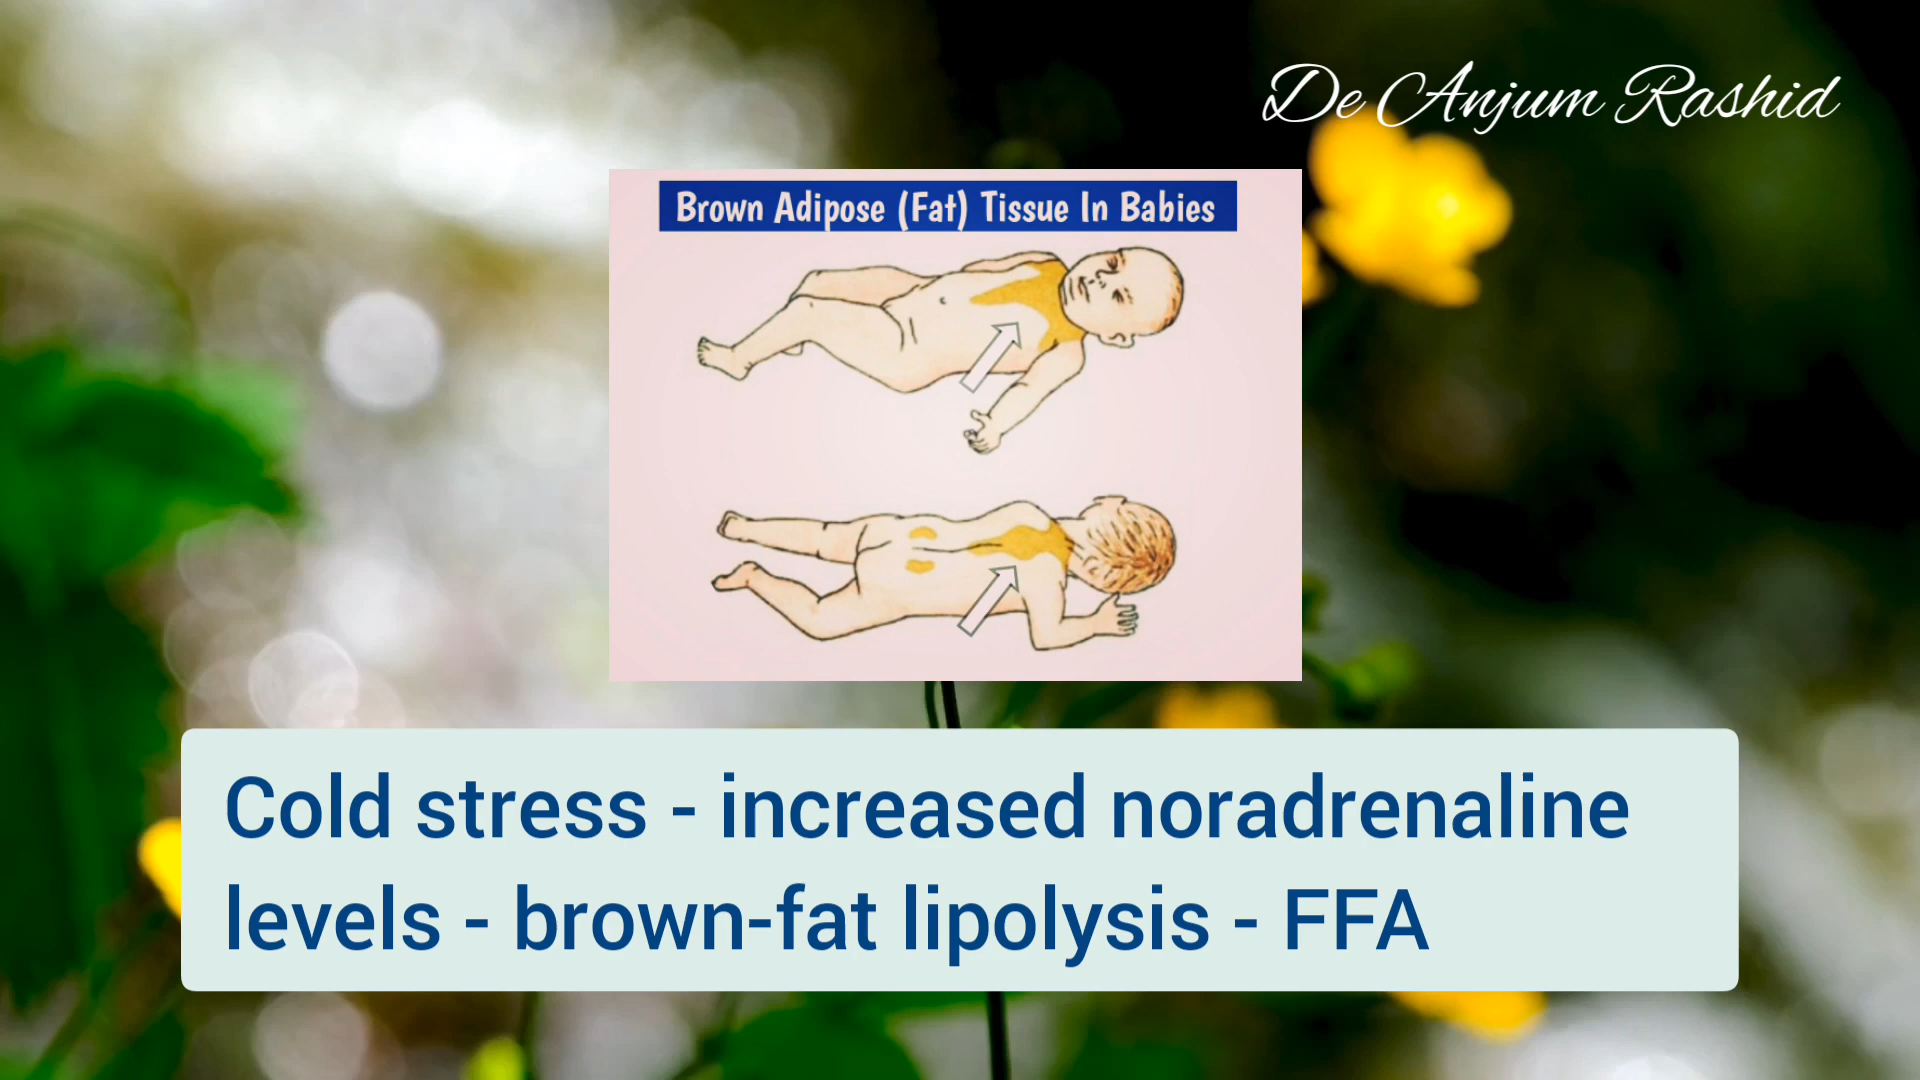 De Anjum Rashid
Brown Adipose (Fat) Tissue In Babies
Cold stress - increased noradrenaline
levels - brown-fat lipolysis - FFA